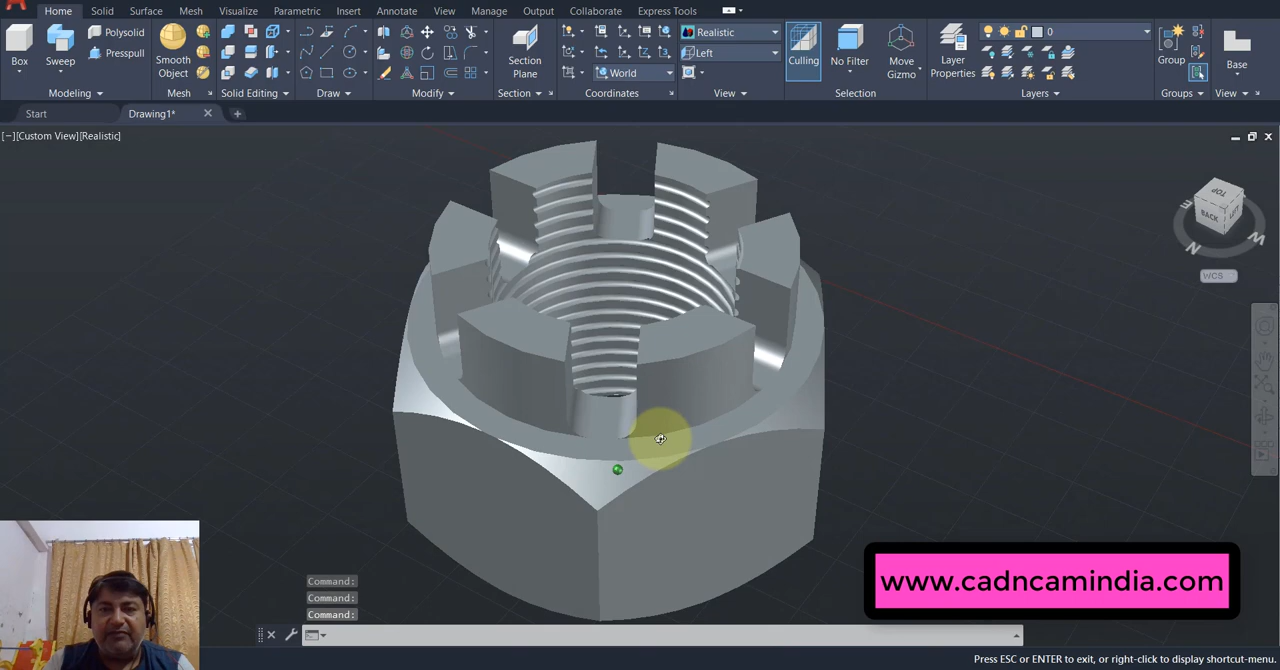 Home Solid Surface Mesh Visualize Parametric Insert Annotate View Manage Output Collaborate Express Tools
Box
Sweep
Polysolid
Presspull
Smooth
Object
Section
Plane
World
Realistic
Left
Culling
No Filter
Move
Gizmo
Layer
Properties
0
Group
Base
Modeling Mesh Solid Editing Draw Modify Section Coordinates View Selection Layers Groups View
Start Drawing1*
[−][Custom View][Realistic]
TOP
BACK
LEFT
E
N
W
WCS
www.cadncamindia.com
Command:
Command:
Command:
Press ESC or ENTER to exit, or right-click to display shortcut-menu.